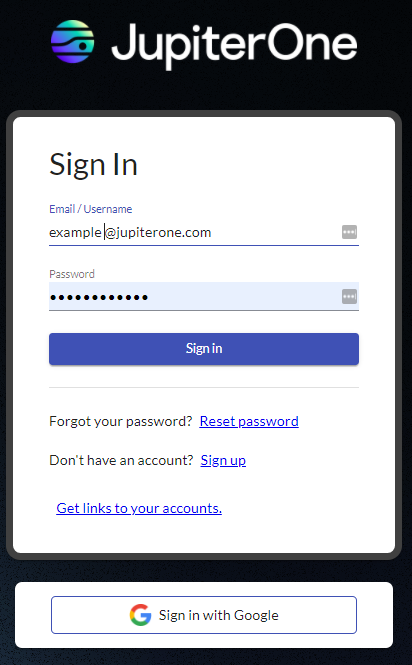 JupiterOne
Sign In
Email / Username
example@jupiterone.com
Password
••••••••••••
Sign in
Forgot your password? Reset password
Don't have an account? Sign up
Get links to your accounts.
Sign in with Google